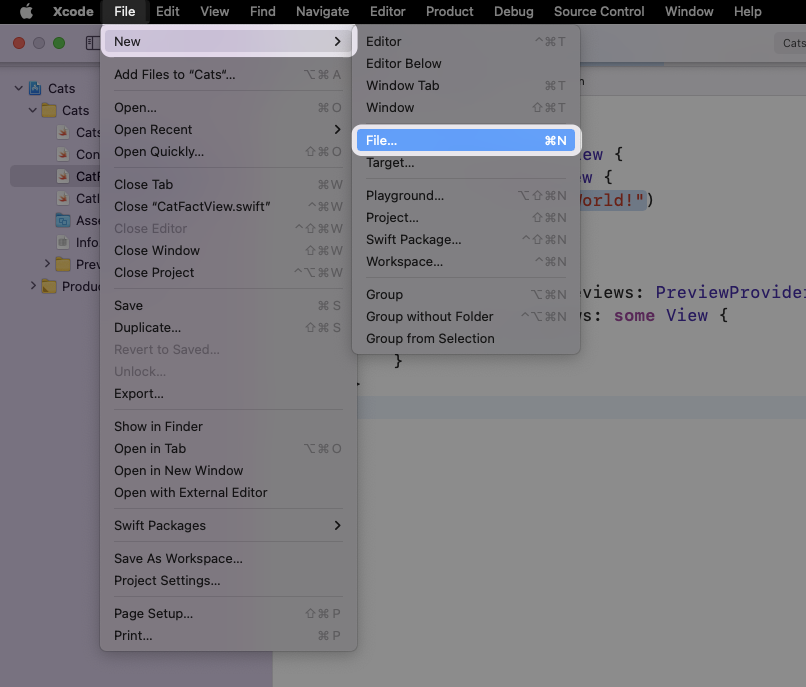 Xcode File Edit View Find Navigate Editor Product Debug Source Control Window Help
Cats
Cats
Cats
Cats
Con
CatF
CatI
Asse
Info
Prev
Produc
New
Add Files to “Cats“... ⌥⌘A
Open... ⌘O
Open Recent
Open Quickly... ⇧⌘O
Close Tab ⌘W
Close “CatFactView.swift” ^⌘W
Close Editor ^⇧⌘W
Close Window ⇧⌘W
Close Project ^⌥⌘W
Save ⌘S
Duplicate... ⇧⌘S
Revert to Saved...
Unlock...
Export...
Show in Finder
Open in Tab ⌥⌘O
Open in New Window
Open with External Editor
Swift Packages
Save As Workspace...
Project Settings...
Page Setup... ⇧⌘P
Print... ⌘P
Editor ^⌘T
Editor Below
Window Tab ⌘T
Window ⇧⌘T
File... ⌘N
Target...
Playground... ⌥⇧⌘N
Project... ⇧⌘N
Swift Package... ^⇧⌘N
Workspace... ^⌘N
Group ⌥⌘N
Group without Folder ^⌥⌘N
Group from Selection
ew {
ew {
orld!")
eviews: PreviewProvider
s: some View {
}